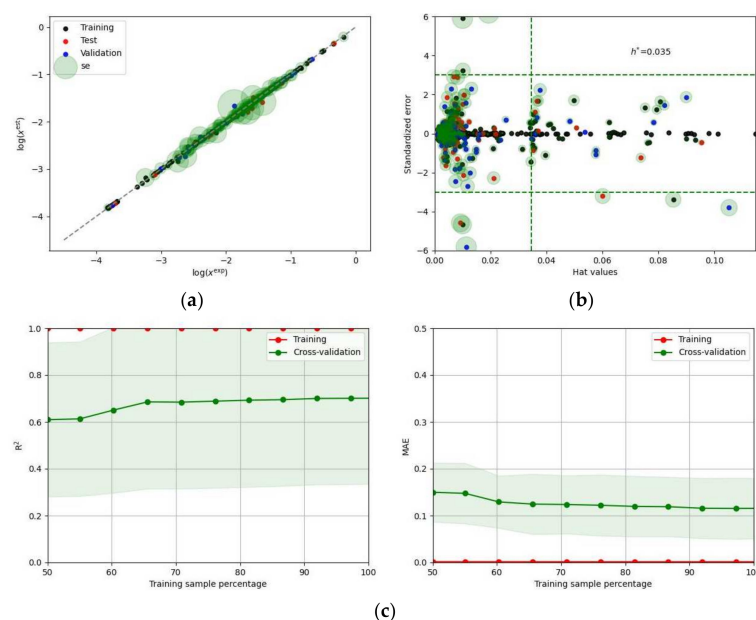 0
−1
−2
−3
−4
log(x^est)
Training
Test
Validation
se
−4
−3
−2
−1
0
log(x^exp)
(a)
6
4
2
0
−2
−4
−6
Standardized error
h*=0.035
0.00
0.02
0.04
0.06
0.08
0.10
Hat values
(b)
1.0
0.8
0.6
0.4
0.2
0.0
R²
Training
Cross-validation
50
60
70
80
90
100
Training sample percentage
0.5
0.4
0.3
0.2
0.1
0.0
MAE
Training
Cross-validation
50
60
70
80
90
100
Training sample percentage
(c)